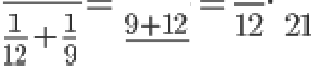 1/12 + 1/9 = 9+12 = 12 . 21